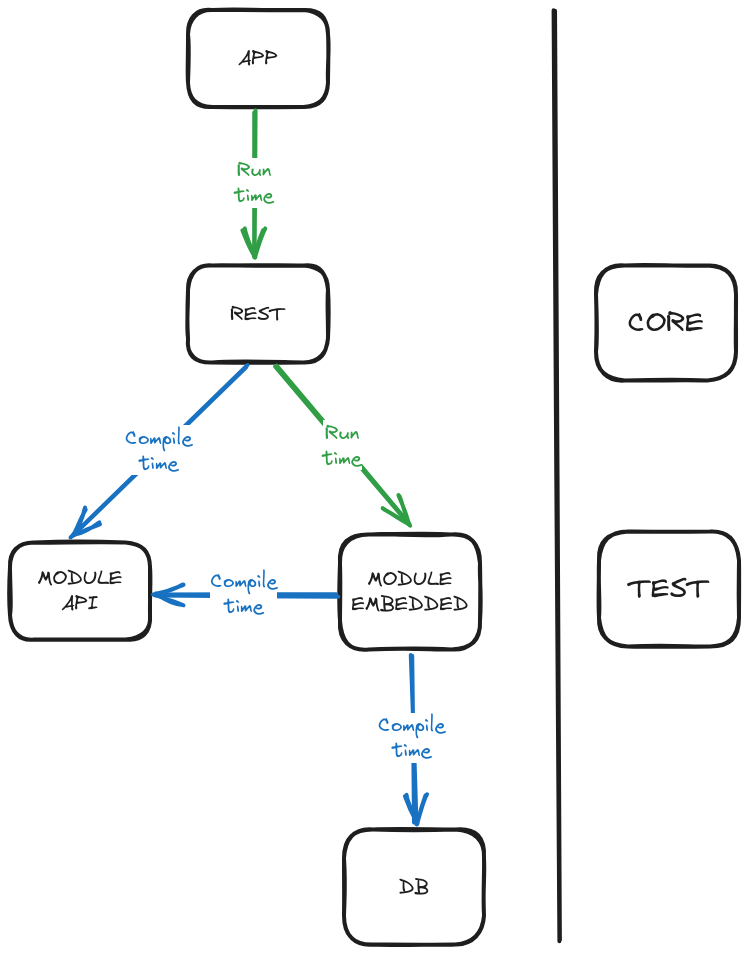 APP
Run
time
REST
CORE
Compile
time
Run
time
MODULE
API
Compile
time
MODULE
EMBEDDED
TEST
Compile
time
DB